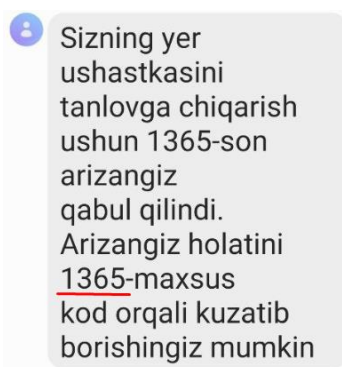 Sizning yer
ushastkasini
tanlovga chiqarish
ushun 1365-son
arizangiz
qabul qilindi.
Arizangiz holatini
1365-maxsus
kod orqali kuzatib
borishingiz mumkin